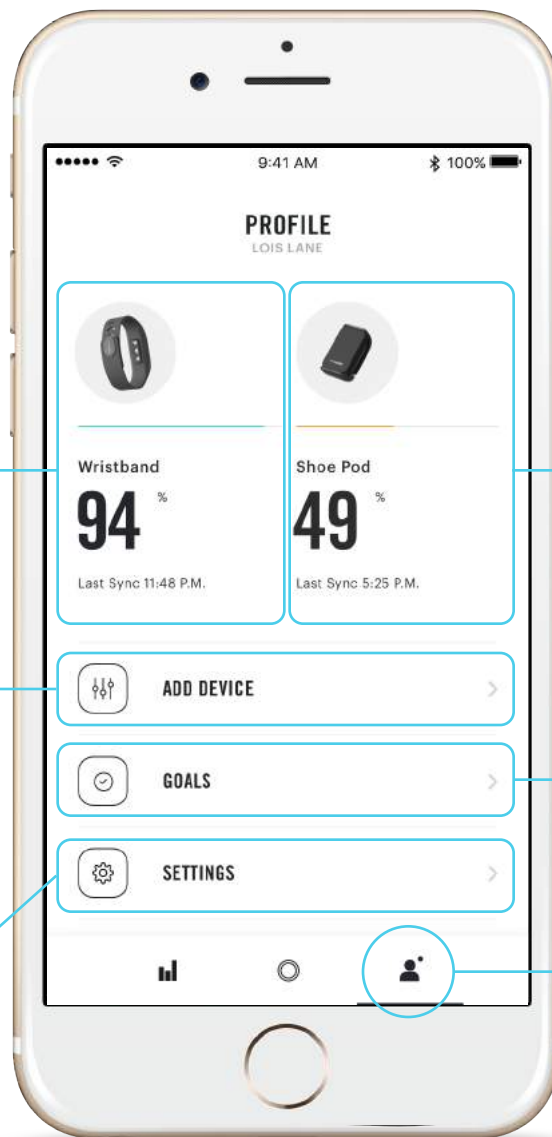 9:41 AM
100%
PROFILE
LOIS LANE
Wristband
94 %
Last Sync 11:48 P.M.
Shoe Pod
49 %
Last Sync 5:25 P.M.
ADD DEVICE
GOALS
SETTINGS